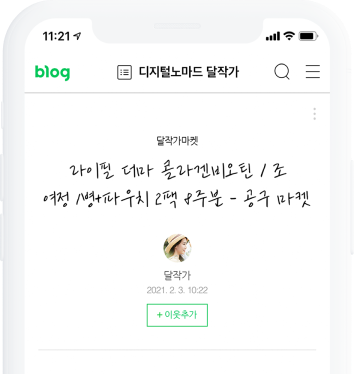 11:21
blog
디지털노마드 달작가
달작가마켓
라이필 더마 콜라겐비오틴 / 조
여정 1병+파우치 2팩 8주분 - 공구 마켓
달작가
2021. 2. 3. 10:22
+ 이웃추가